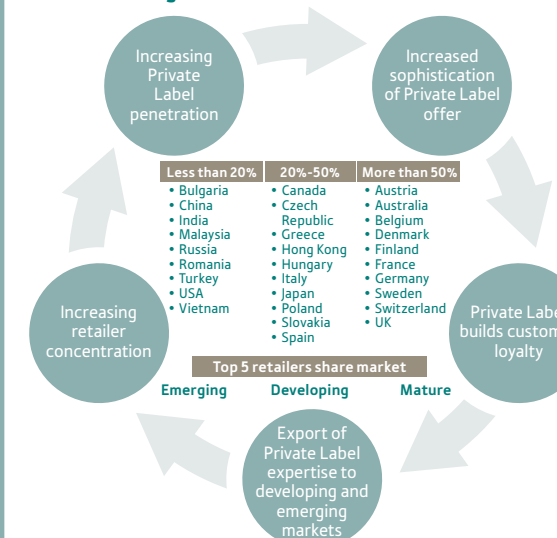 Increasing
Private
Label
penetration
Increased
sophistication
of Private Label
offer
Less than 20%
• Bulgaria
• China
• India
• Malaysia
• Russia
• Romania
• Turkey
• USA
• Vietnam
20%-50%
• Canada
• Czech
Republic
• Greece
• Hong Kong
• Hungary
• Italy
• Japan
• Poland
• Slovakia
• Spain
More than 50%
• Austria
• Australia
• Belgium
• Denmark
• Finland
• France
• Germany
• Sweden
• Switzerland
• UK
Increasing
retailer
concentration
Private
builds
loyalty
Top 5 retailers share market
Emerging Developing Mature
Export of
Private Label
expertise to
developing and
emerging
markets